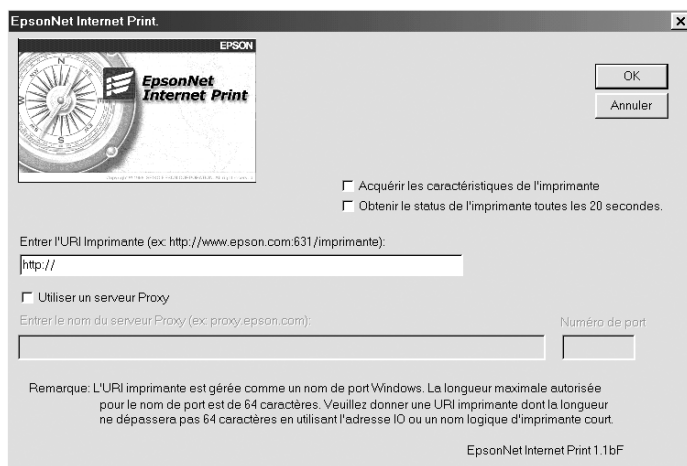 EpsonNet Internet Print.
EPSON
EpsonNet
Internet Print
N
W
E
S
OK
Annuler
Acquérir les caractéristiques de l'imprimante
Obtenir le status de l'imprimante toutes les 20 secondes.
Entrer l'URI Imprimante (ex: http://www.epson.com:631/imprimante):
http://
Utiliser un serveur Proxy
Entrer le nom du serveur Proxy (ex: proxy.epson.com):
Numéro de port
Remarque: L'URI imprimante est gérée comme un nom de port Windows. La longueur maximale autorisée
pour le nom de port est de 64 caractères. Veuillez donner une URI imprimante dont la longueur
ne dépassera pas 64 caractères en utilisant l'adresse IO ou un nom logique d'imprimante court.
EpsonNet Internet Print 1.1bF